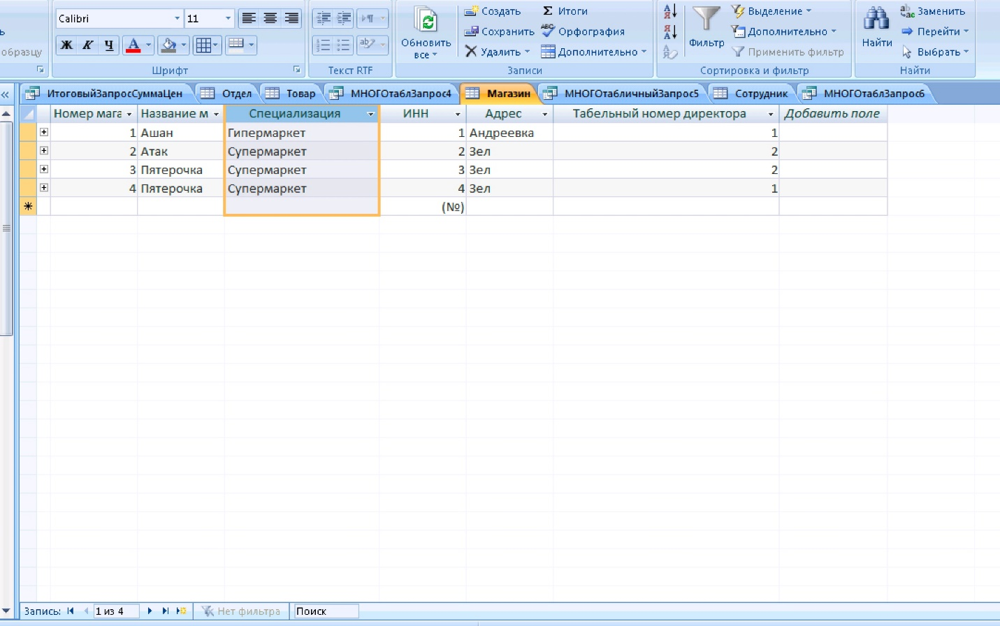 Calibri 11 Создать Σ Итоги Выделение Заменить
Сохранить Орфография Дополнительно Перейти
Обновить все Удалить Дополнительно Фильтр Применить фильтр Найти Выбрать
образцу Ж К Ч А
Шрифт Текст RTF Записи Сортировка и фильтр Найти
ИтоговыйЗапросСуммаЦен Отдел Товар МНОГОтаблЗапрос4 Магазин МНОГОтабличныйЗапрос5 Сотрудник МНОГОтаблЗапрос6
Номер мага Название м Специализация ИНН Адрес Табельный номер директора Добавить поле
1 Ашан Гипермаркет 1 Андреевка 1
2 Атак Супермаркет 2 Зел 2
3 Пятерочка Супермаркет 3 Зел 2
4 Пятерочка Супермаркет 4 Зел 1
(№)
Запись: 1 из 4 Нет фильтра Поиск